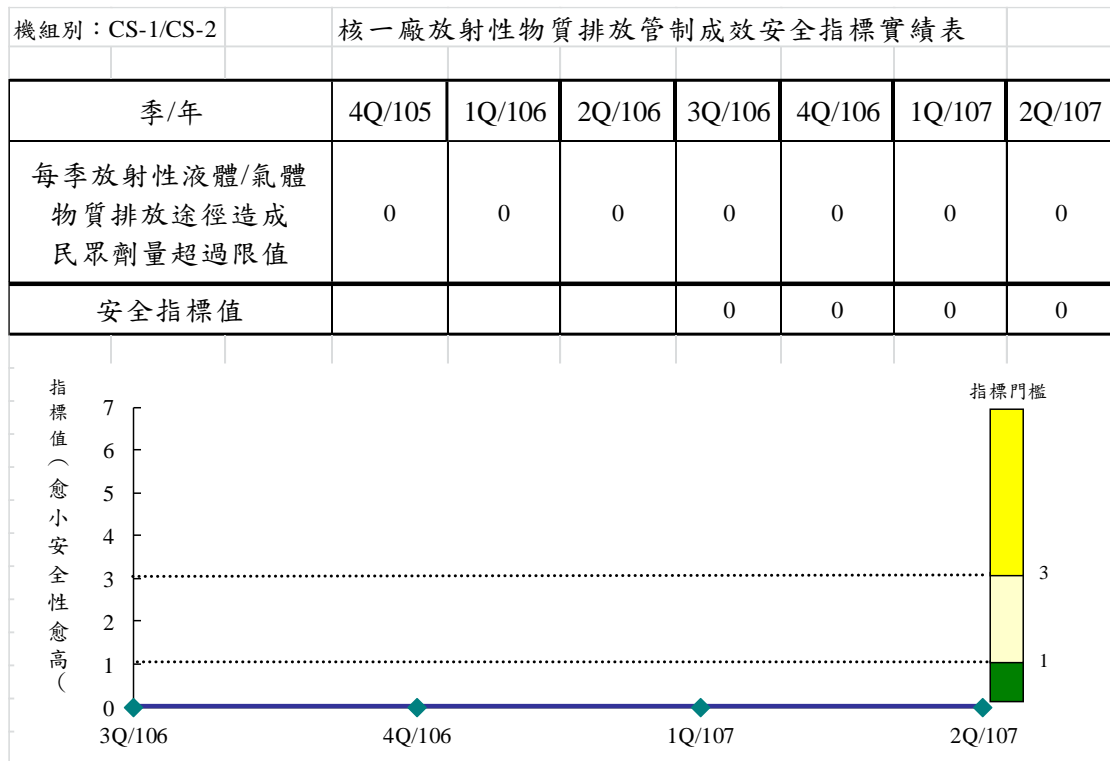 機組別：CS-1/CS-2 核一廠放射性物質排放管制成效安全指標實績表
季/年 4Q/105 1Q/106 2Q/106 3Q/106 4Q/106 1Q/107 2Q/107
每季放射性液體/氣體
物質排放途徑造成
民眾劑量超過限值
0 0 0 0 0 0 0
安全指標值 0 0 0 0
指標值（愈小安全性愈高（
指標門檻
7
6
5
4
3
2
1
0
3
1
3Q/106 4Q/106 1Q/107 2Q/107